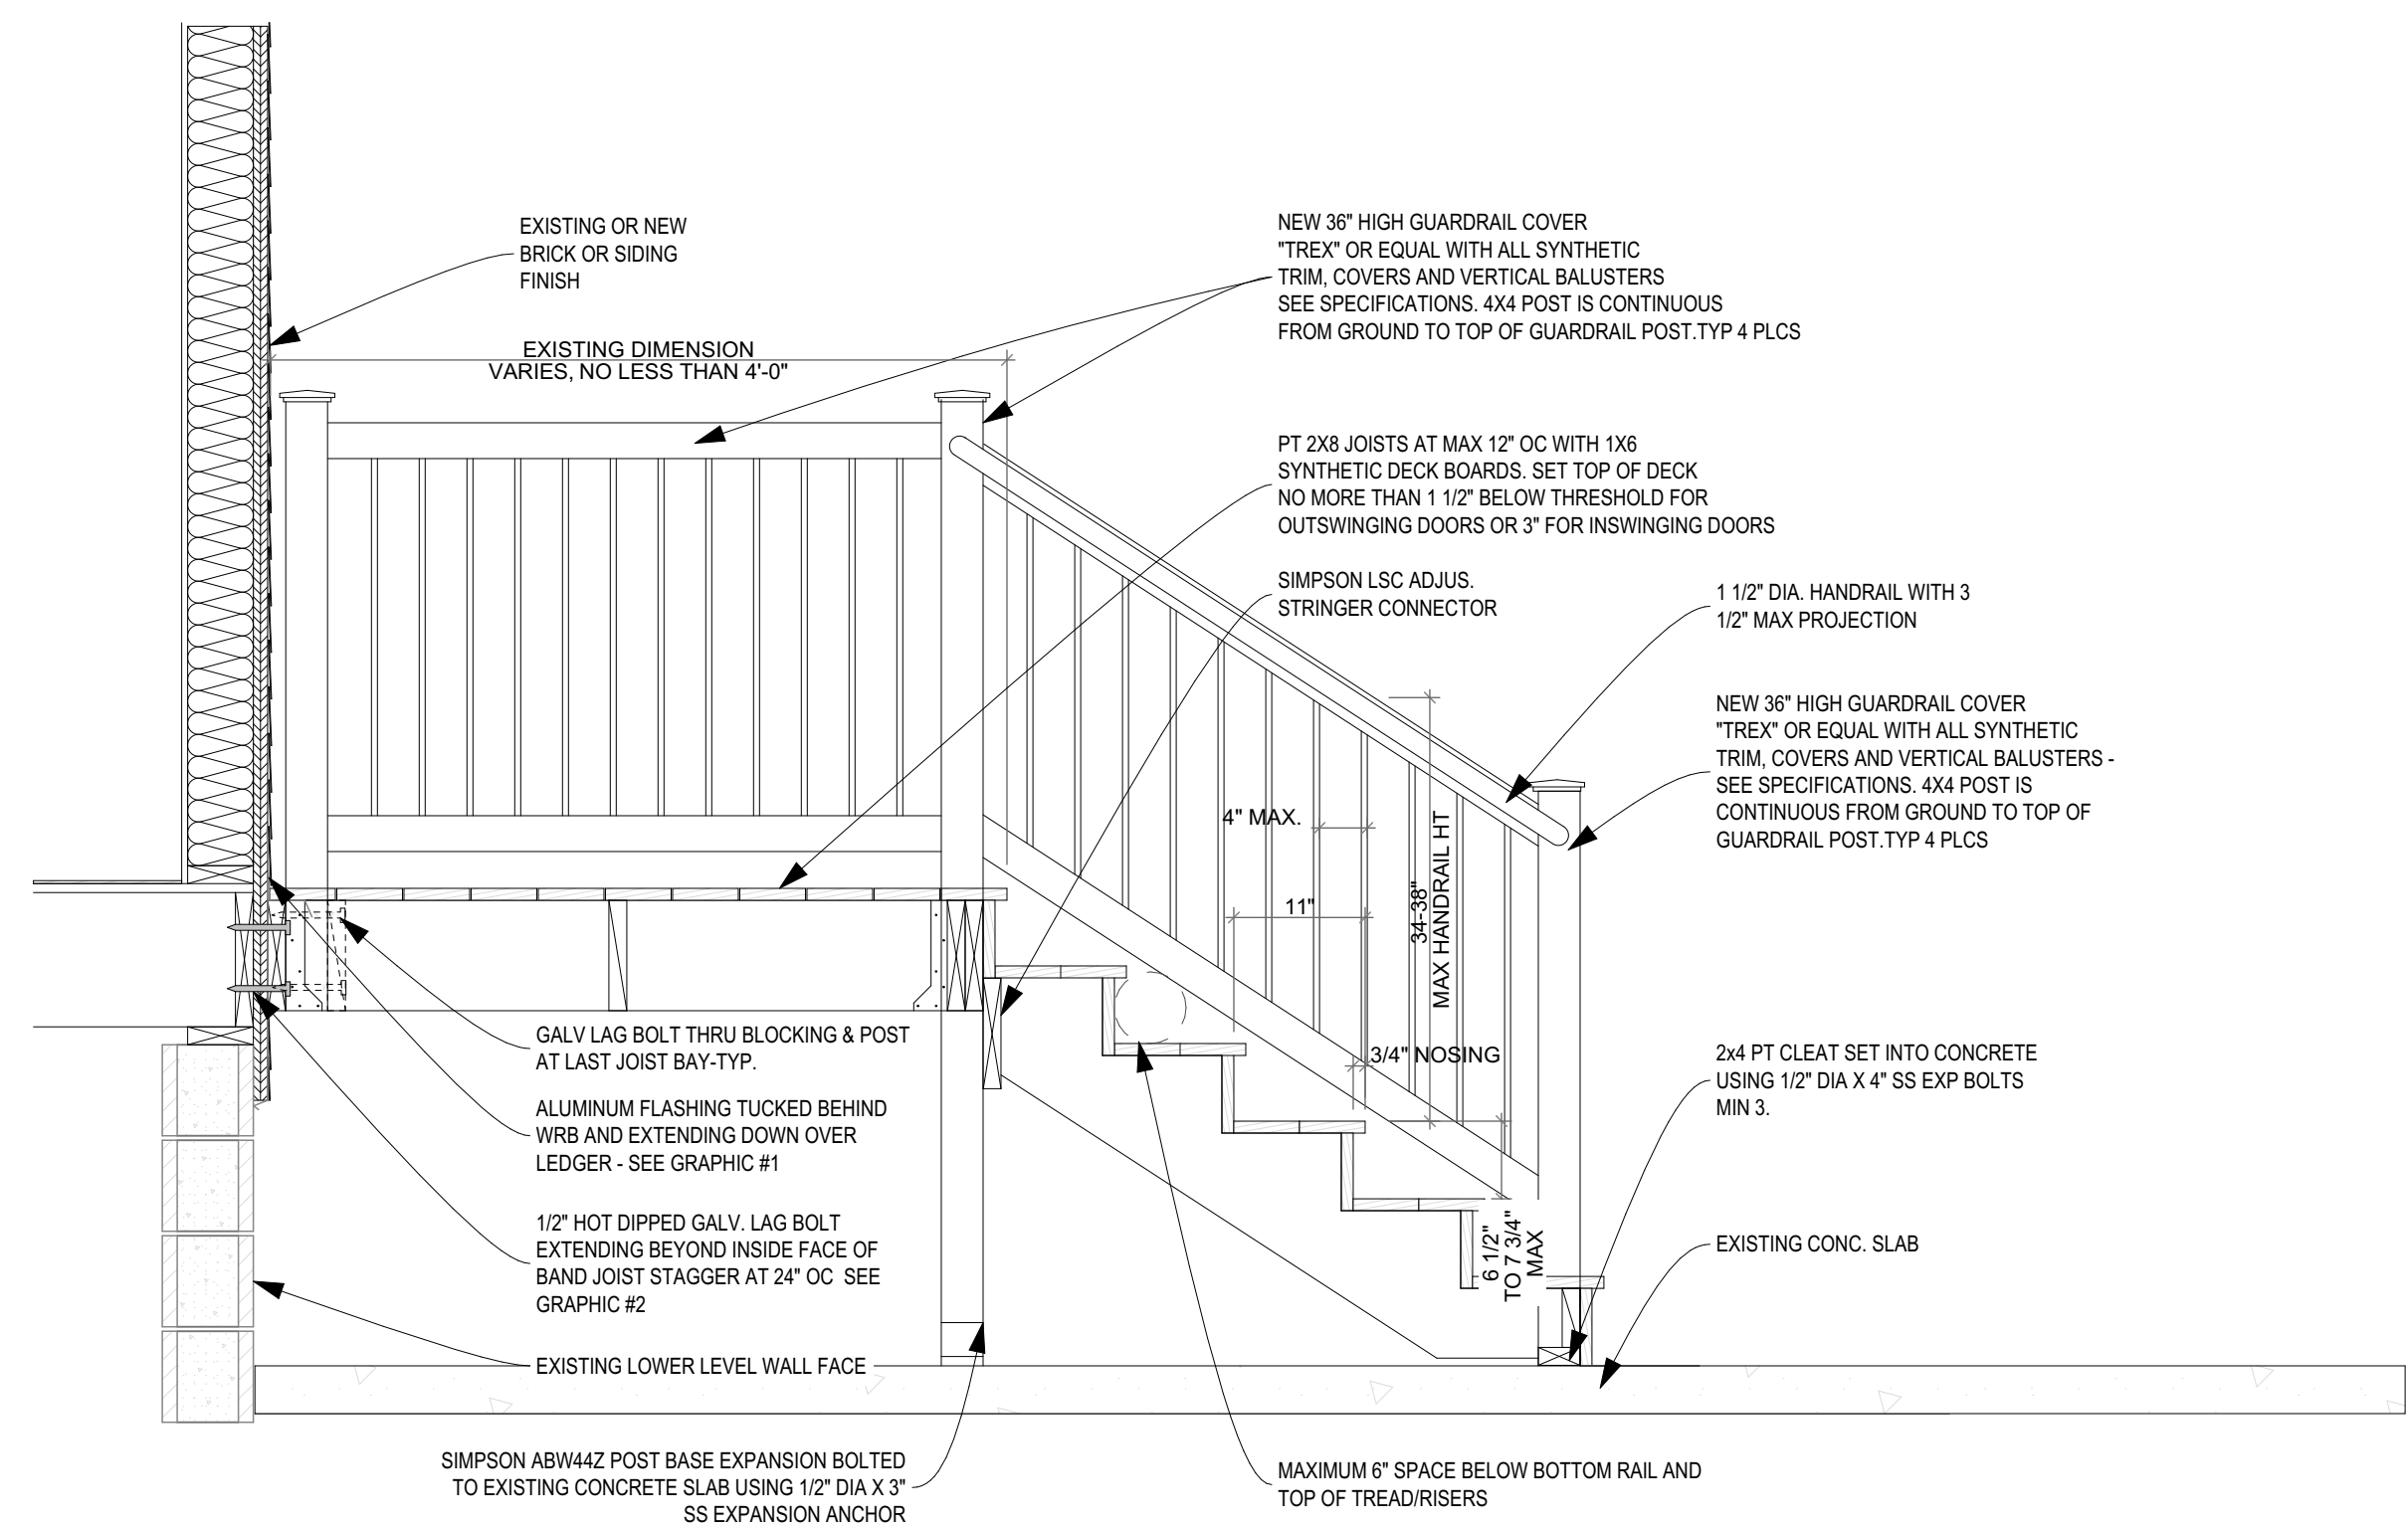 EXISTING OR NEW
BRICK OR SIDING
FINISH
EXISTING DIMENSION
VARIES, NO LESS THAN 4'-0"
NEW 36" HIGH GUARDRAIL COVER
"TREX" OR EQUAL WITH ALL SYNTHETIC
TRIM, COVERS AND VERTICAL BALUSTERS
SEE SPECIFICATIONS. 4X4 POST IS CONTINUOUS
FROM GROUND TO TOP OF GUARDRAIL POST.TYP 4 PLCS
PT 2X8 JOISTS AT MAX 12" OC WITH 1X6
SYNTHETIC DECK BOARDS. SET TOP OF DECK
NO MORE THAN 1 1/2" BELOW THRESHOLD FOR
OUTSWINGING DOORS OR 3" FOR INSWINGING DOORS
SIMPSON LSC ADJUS.
STRINGER CONNECTOR
1 1/2" DIA. HANDRAIL WITH 3
1/2" MAX PROJECTION
NEW 36" HIGH GUARDRAIL COVER
"TREX" OR EQUAL WITH ALL SYNTHETIC
TRIM, COVERS AND VERTICAL BALUSTERS -
SEE SPECIFICATIONS. 4X4 POST IS
CONTINUOUS FROM GROUND TO TOP OF
GUARDRAIL POST.TYP 4 PLCS
4" MAX.
11"
34-38"
MAX HANDRAIL HT
3/4" NOSING
6 1/2"
TO 7 3/4"
MAX
GALV LAG BOLT THRU BLOCKING & POST
AT LAST JOIST BAY-TYP.
ALUMINUM FLASHING TUCKED BEHIND
WRB AND EXTENDING DOWN OVER
LEDGER - SEE GRAPHIC #1
1/2" HOT DIPPED GALV. LAG BOLT
EXTENDING BEYOND INSIDE FACE OF
BAND JOIST STAGGER AT 24" OC SEE
GRAPHIC #2
EXISTING LOWER LEVEL WALL FACE
2x4 PT CLEAT SET INTO CONCRETE
USING 1/2" DIA X 4" SS EXP BOLTS
MIN 3.
EXISTING CONC. SLAB
SIMPSON ABW44Z POST BASE EXPANSION BOLTED
TO EXISTING CONCRETE SLAB USING 1/2" DIA X 3"
SS EXPANSION ANCHOR
MAXIMUM 6" SPACE BELOW BOTTOM RAIL AND
TOP OF TREAD/RISERS